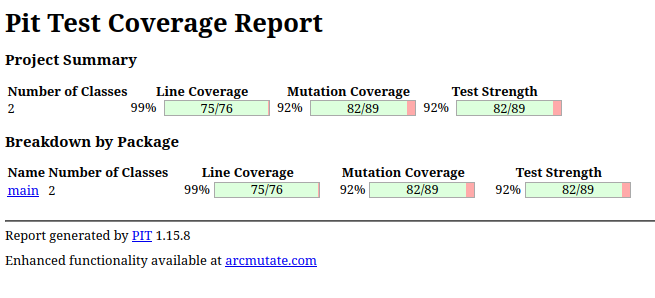 Pit Test Coverage Report
Project Summary
Number of Classes Line Coverage Mutation Coverage Test Strength
2 99% 75/76 92% 82/89 92% 82/89
Breakdown by Package
Name Number of Classes Line Coverage Mutation Coverage Test Strength
main 2 99% 75/76 92% 82/89 92% 82/89
Report generated by PIT 1.15.8
Enhanced functionality available at arcmutate.com